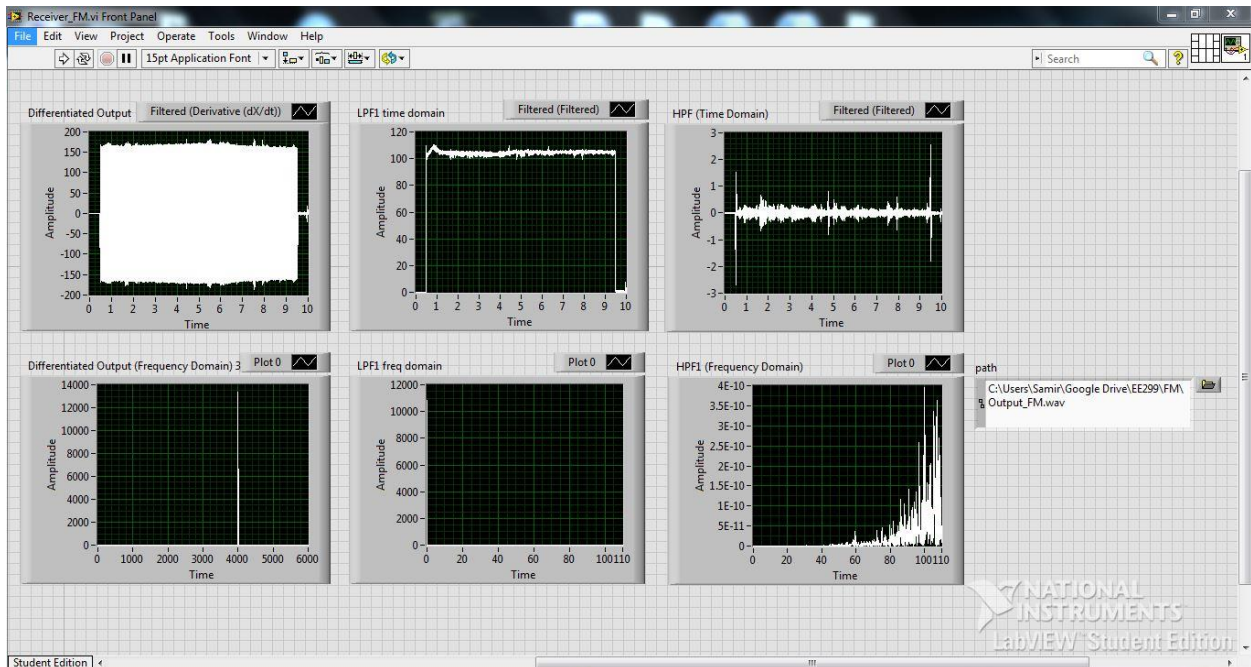 Receiver_FM.vi Front Panel
File Edit View Project Operate Tools Window Help
15pt Application Font
Search
1
Differentiated Output
Filtered (Derivative (dX/dt))
200
150
100
50
0
-50
-100
-150
-200
Amplitude
0 1 2 3 4 5 6 7 8 9 10
Time
LPF1 time domain
Filtered (Filtered)
120
100
80
60
40
20
0
Amplitude
0 1 2 3 4 5 6 7 8 9 10
Time
HPF (Time Domain)
Filtered (Filtered)
3
2
1
0
-1
-2
-3
Amplitude
0 1 2 3 4 5 6 7 8 9 10
Time
Differentiated Output (Frequency Domain) 3
Plot 0
14000
12000
10000
8000
6000
4000
2000
0
Amplitude
0 1000 2000 3000 4000 5000 6000
Time
LPF1 freq domain
Plot 0
12000
10000
8000
6000
4000
2000
0
Amplitude
0 20 40 60 80 100110
Time
HPF1 (Frequency Domain)
Plot 0
4E-10
3.5E-10
3E-10
2.5E-10
2E-10
1.5E-10
1E-10
5E-11
0
Amplitude
0 20 40 60 80 100110
Time
path
C:\Users\Samir\Google Drive\EE299\FM\
Output_FM.wav
NATIONAL
INSTRUMENTS
LabVIEW Student Edition
Student Edition